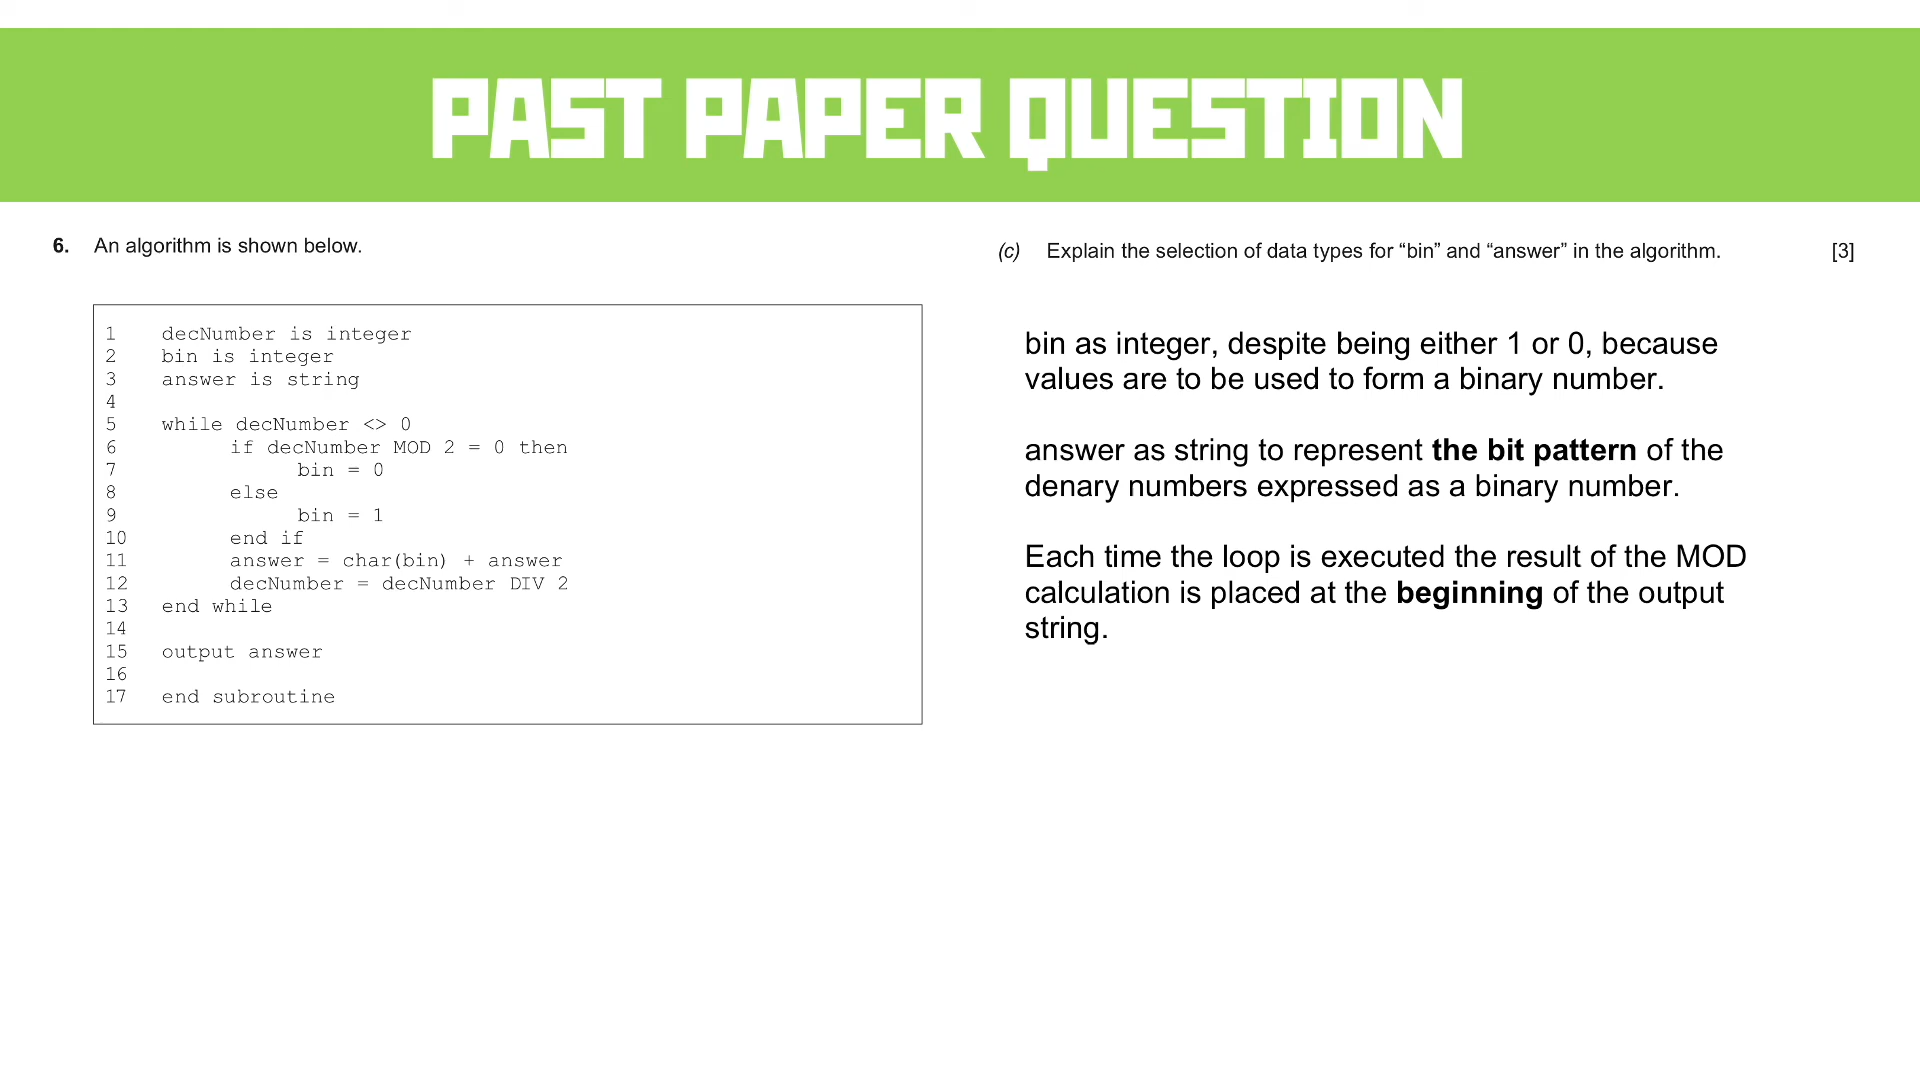 PAST PAPER QUESTION
6. An algorithm is shown below.
1 decNumber is integer
2 bin is integer
3 answer is string
4
5 while decNumber <> 0
6 if decNumber MOD 2 = 0 then
7 bin = 0
8 else
9 bin = 1
10 end if
11 answer = char(bin) + answer
12 decNumber = decNumber DIV 2
13 end while
14
15 output answer
16
17 end subroutine
(c) Explain the selection of data types for “bin” and “answer” in the algorithm. [3]
bin as integer, despite being either 1 or 0, because
values are to be used to form a binary number.
answer as string to represent the bit pattern of the
denary numbers expressed as a binary number.
Each time the loop is executed the result of the MOD
calculation is placed at the beginning of the output
string.